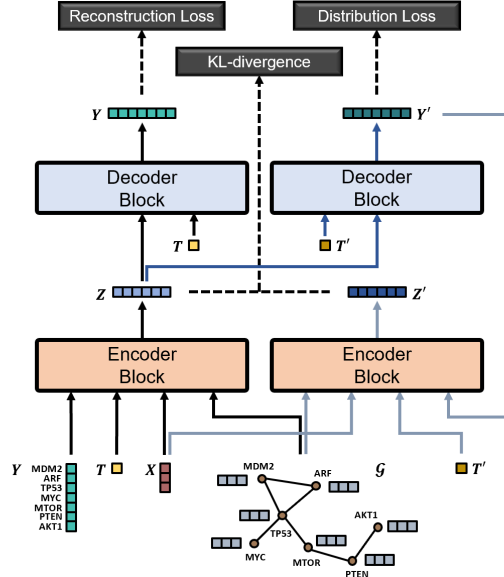 Reconstruction Loss
Distribution Loss
KL-divergence
Y
Y′
Decoder
Block
Decoder
Block
T
T′
Z
Z′
Encoder
Block
Encoder
Block
Y
MDM2
ARF
TP53
MYC
MTOR
PTEN
AKT1
T
X
MDM2
ARF
TP53
MYC
MTOR
PTEN
AKT1
𝒢
T′